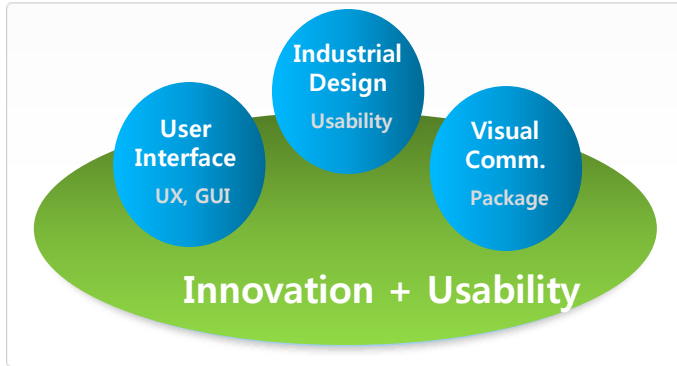 Industrial
Design
Usability
User
Interface
UX, GUI
Visual
Comm.
Package
Innovation + Usability